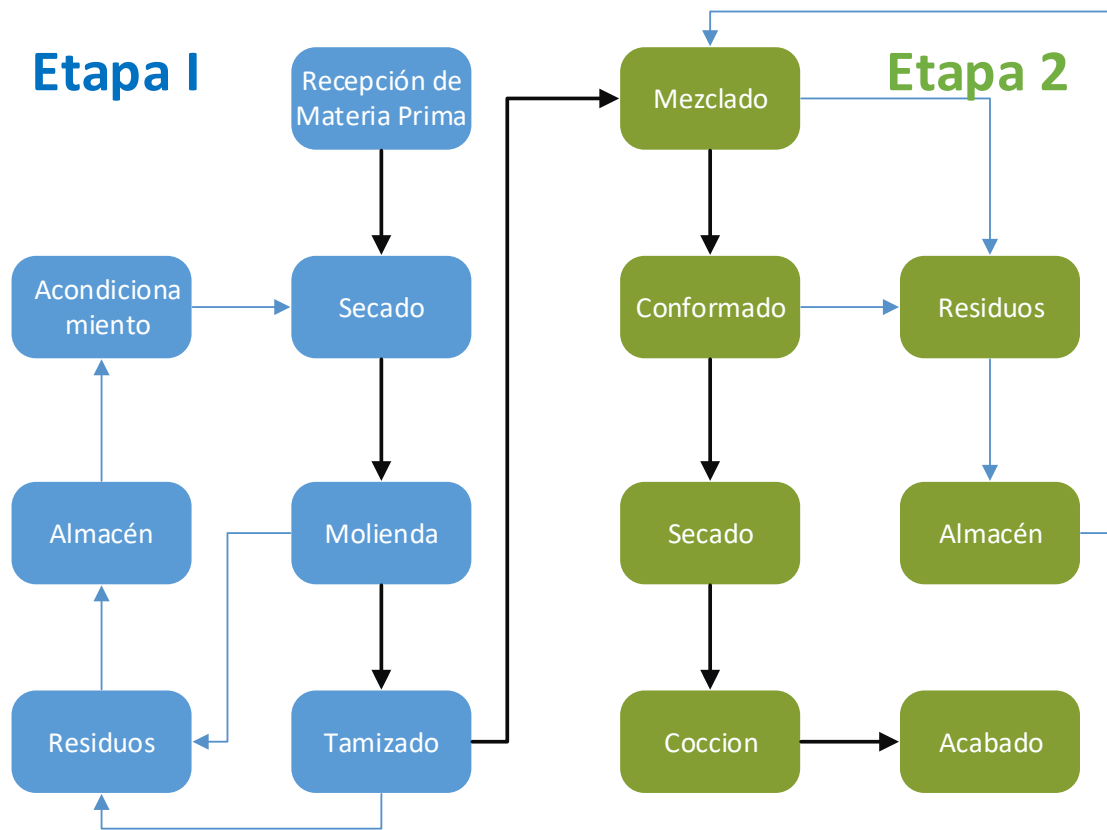 Etapa I
Recepción de
Materia Prima
Acondiciona
miento
Secado
Almacén
Molienda
Residuos
Tamizado
Etapa 2
Mezclado
Conformado
Residuos
Secado
Almacén
Coccion
Acabado